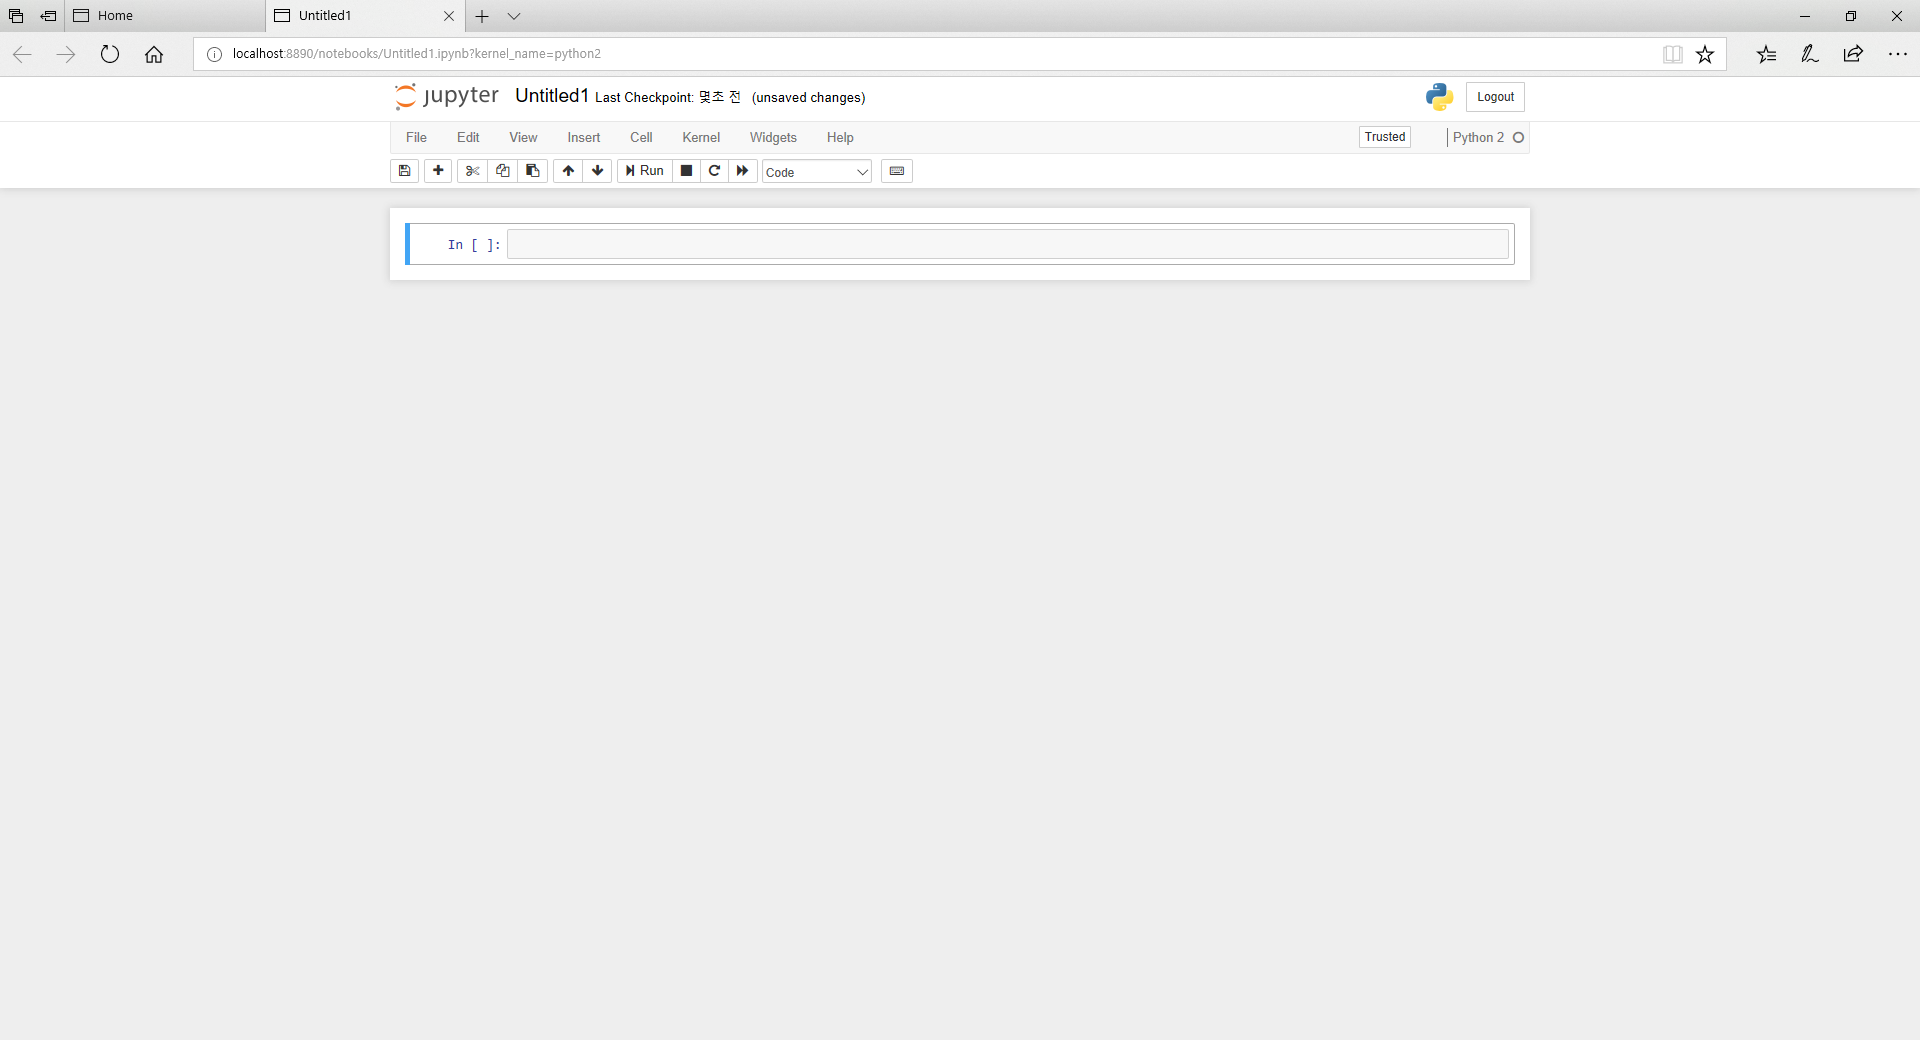 Home
Untitled1
localhost:8890/notebooks/Untitled1.ipynb?kernel_name=python2
jupyter Untitled1 Last Checkpoint: 몇초 전 (unsaved changes)
Logout
File Edit View Insert Cell Kernel Widgets Help
Trusted
Python 2
Run
Code
In [ ]: